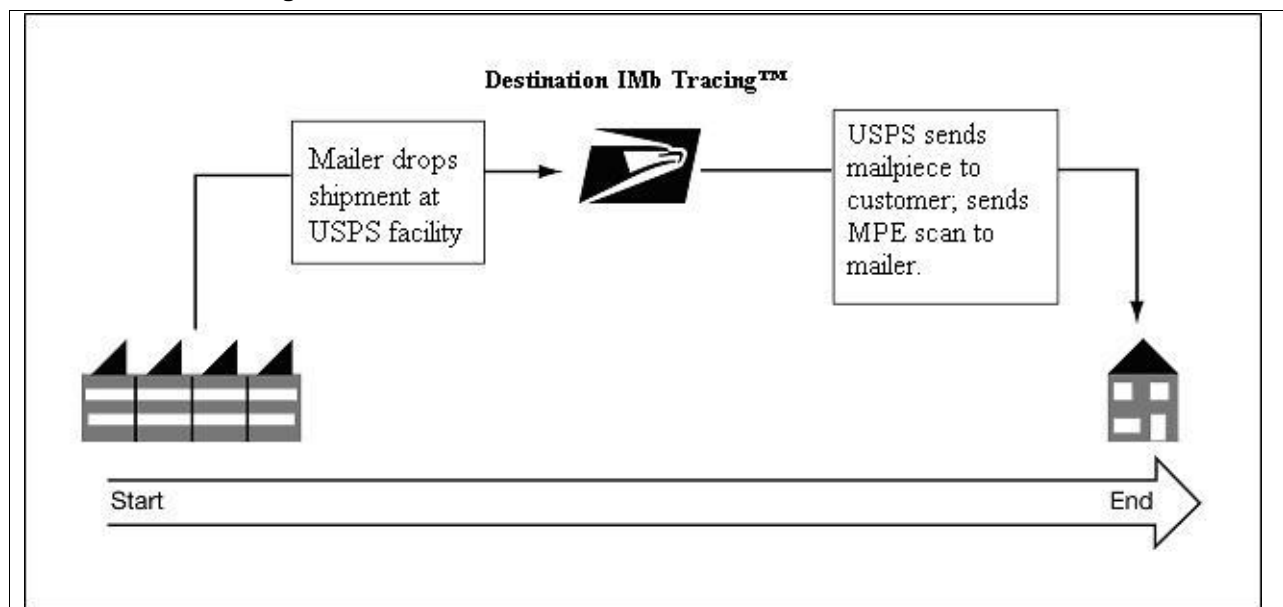 Destination IMb Tracing™
Mailer drops
shipment at
USPS facility
USPS sends
mailpiece to
customer; sends
MPE scan to
mailer.
Start
End